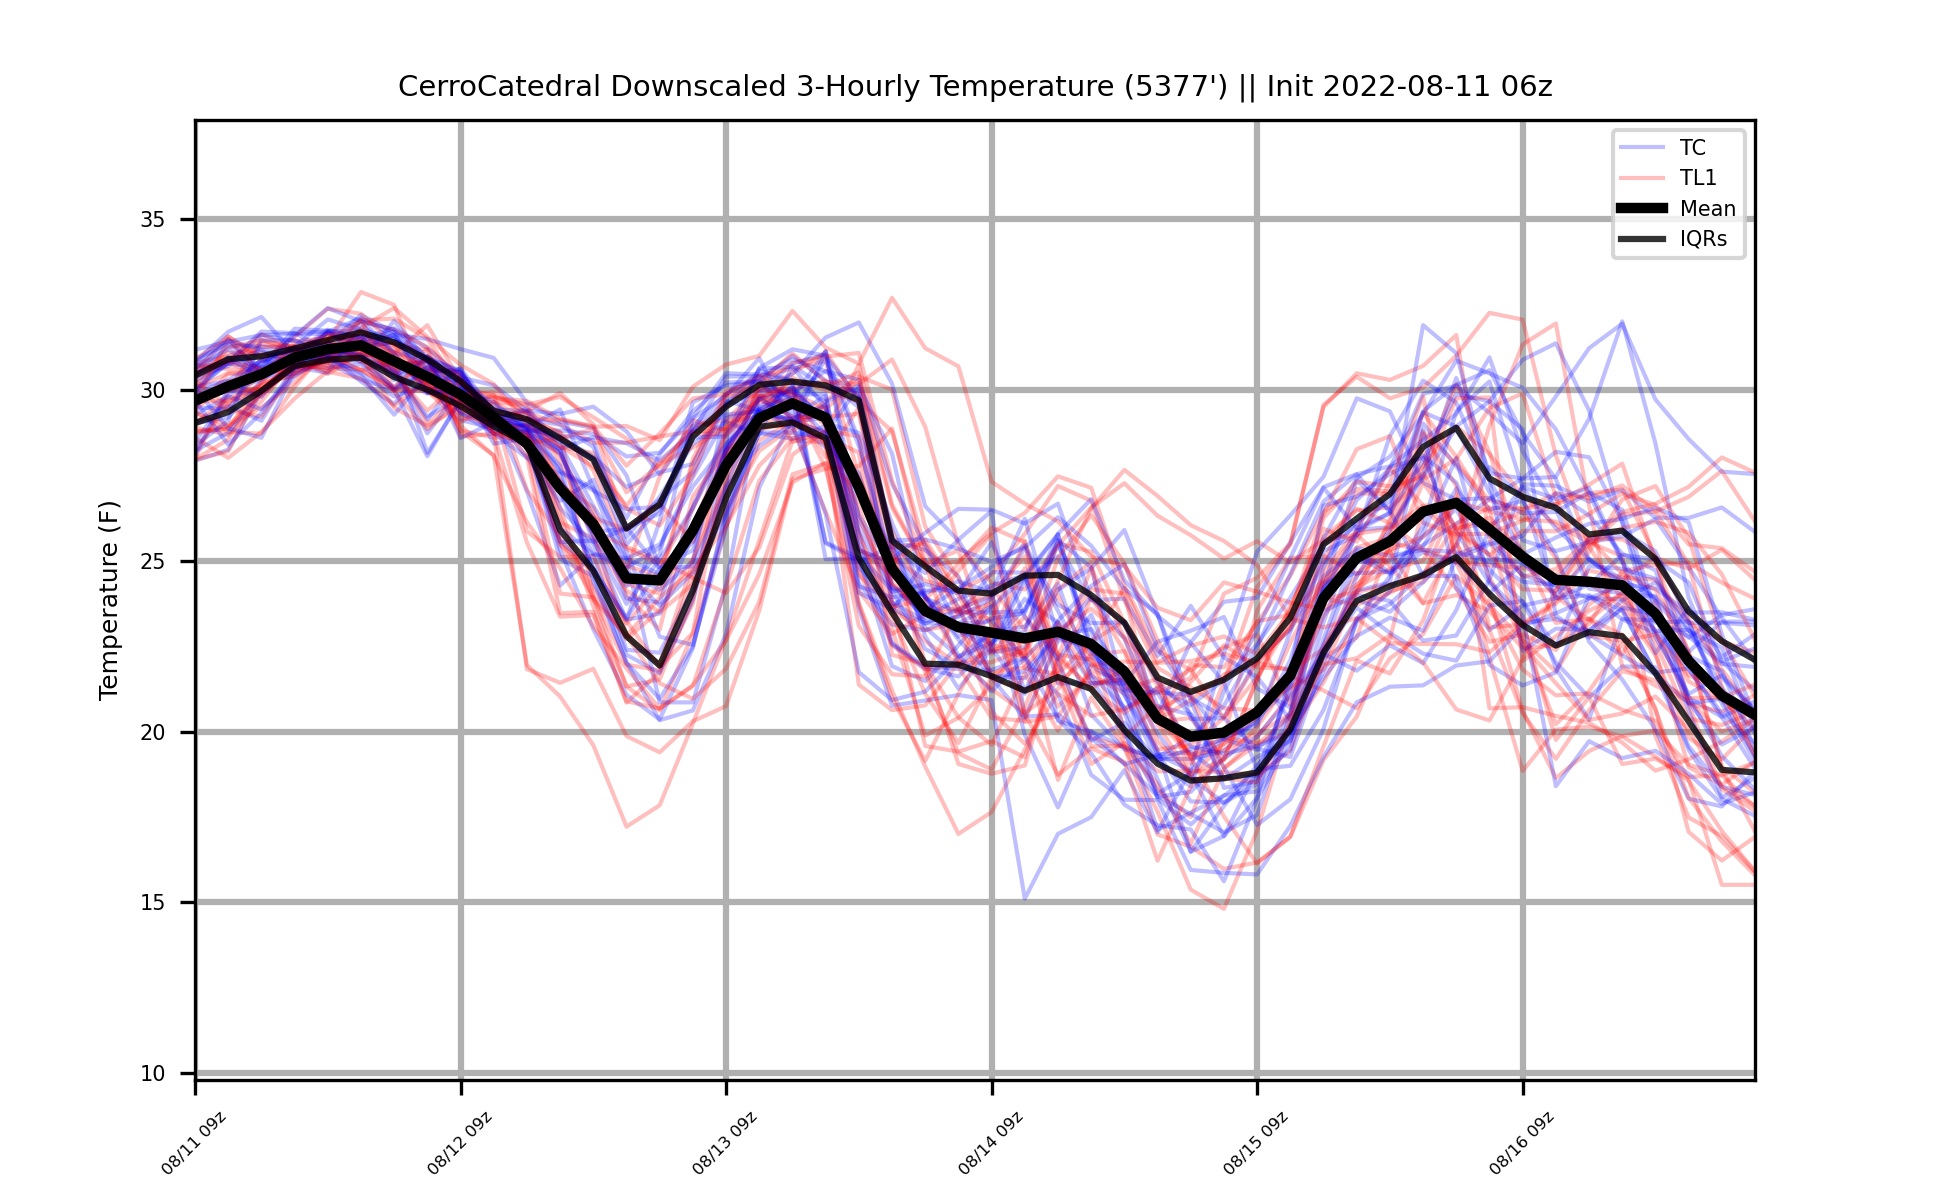 CerroCatedral Downscaled 3-Hourly Temperature (5377') || Init 2022-08-11 06z
TC
TL1
Mean
IQRs
Temperature (F)
35
30
25
20
15
10
08/11 09z
08/12 09z
08/13 09z
08/14 09z
08/15 09z
08/16 09z